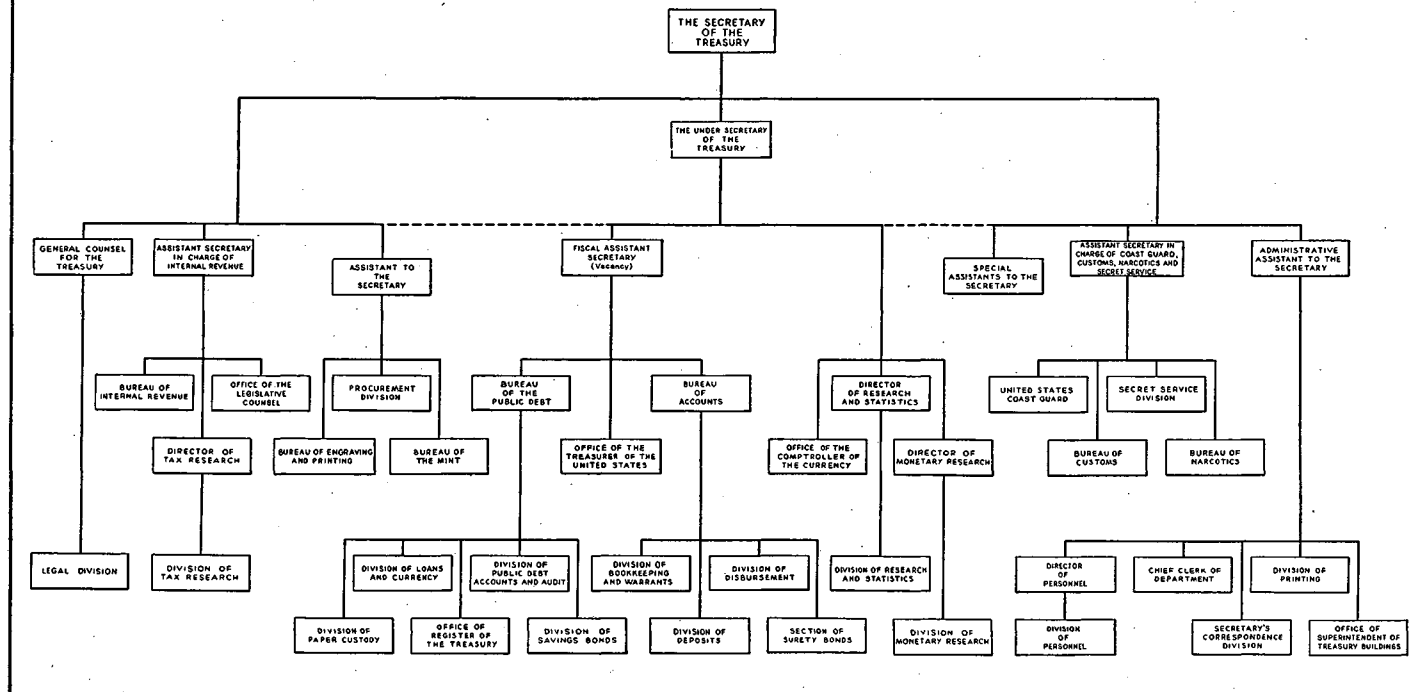 THE SECRETARY
OF THE
TREASURY
THE UNDER SECRETARY
OF THE
TREASURY
GENERAL COUNSEL
FOR THE
TREASURY
ASSISTANT SECRETARY
IN CHARGE OF
INTERNAL REVENUE
ASSISTANT TO
THE
SECRETARY
FISCAL ASSISTANT
SECRETARY
(Vacancy)
SPECIAL
ASSISTANTS TO THE
SECRETARY
ASSISTANT SECRETARY IN
CHARGE OF COAST GUARD,
CUSTOMS, NARCOTICS AND
SECRET SERVICE
ADMINISTRATIVE
ASSISTANT TO THE
SECRETARY
BUREAU OF
INTERNAL REVENUE
OFFICE OF THE
LEGISLATIVE
COUNSEL
PROCUREMENT
DIVISION
BUREAU
OF THE
PUBLIC DEBT
BUREAU
OF
ACCOUNTS
DIRECTOR
OF RESEARCH
AND STATISTICS
UNITED STATES
COAST GUARD
SECRET SERVICE
DIVISION
DIRECTOR OF
TAX RESEARCH
BUREAU OF ENGRAVING
AND PRINTING
BUREAU OF
THE MINT
OFFICE OF THE
TREASURER OF THE
UNITED STATES
OFFICE OF THE
COMPTROLLER OF
THE CURRENCY
DIRECTOR OF
MONETARY RESEARCH
BUREAU OF
CUSTOMS
BUREAU OF
NARCOTICS
LEGAL DIVISION
DIVISION OF
TAX RESEARCH
DIVISION OF LOANS
AND CURRENCY
DIVISION OF
PUBLIC DEBT
ACCOUNTS AND AUDIT
DIVISION OF
BOOKKEEPING
AND WARRANTS
DIVISION OF
DISBURSEMENT
DIVISION OF RESEARCH
AND STATISTICS
DIRECTOR
OF
PERSONNEL
CHIEF CLERK OF
DEPARTMENT
DIVISION OF
PRINTING
DIVISION OF
PAPER CUSTODY
OFFICE OF
REGISTER OF
THE TREASURY
DIVISION OF
SAVINGS BONDS
DIVISION OF
DEPOSITS
SECTION OF
SURETY BONDS
DIVISION OF
MONETARY RESEARCH
DIVISION
OF
PERSONNEL
SECRETARY'S
CORRESPONDENCE
DIVISION
OFFICE OF
SUPERINTENDENT OF
TREASURY BUILDINGS